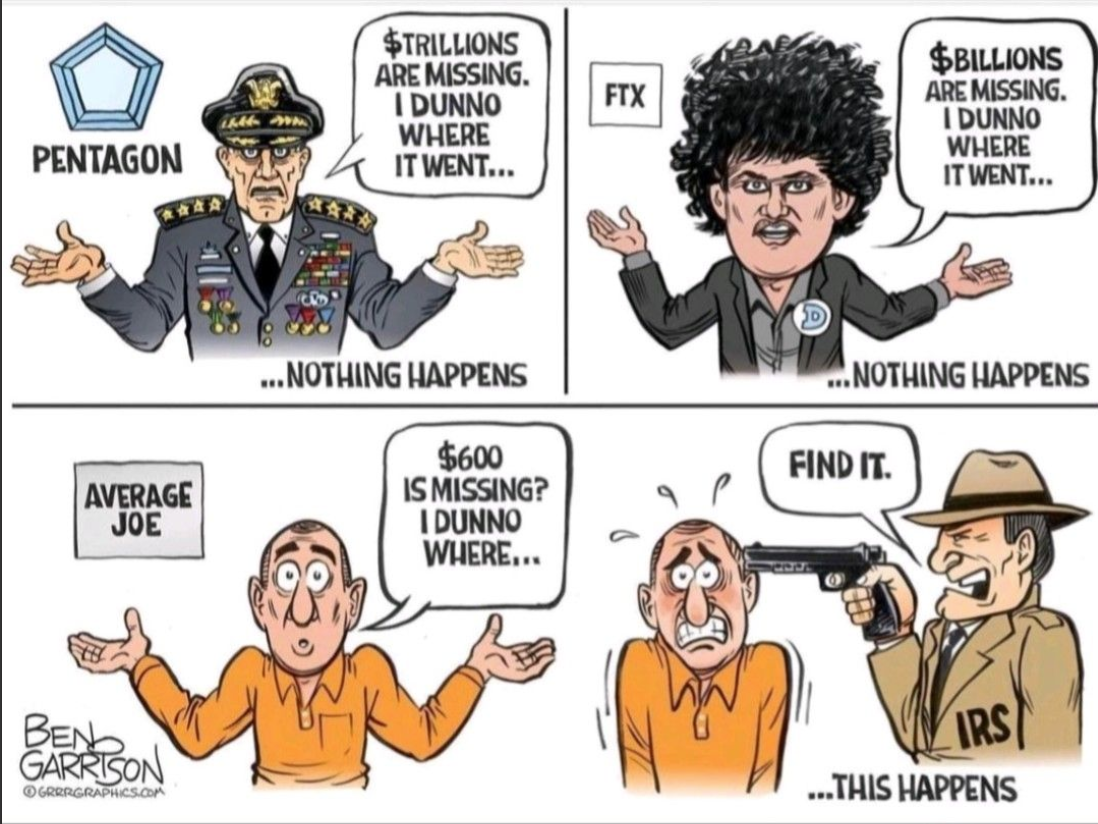 $TRILLIONS
ARE MISSING.
I DUNNO
WHERE
IT WENT...
PENTAGON
...NOTHING HAPPENS
FTX
$BILLIONS
ARE MISSING.
I DUNNO
WHERE
IT WENT...
D
...NOTHING HAPPENS
AVERAGE
JOE
$600
IS MISSING?
I DUNNO
WHERE...
FIND IT.
IRS
BEN
GARRISON
©GRRRGRAPHICS.COM
...THIS HAPPENS